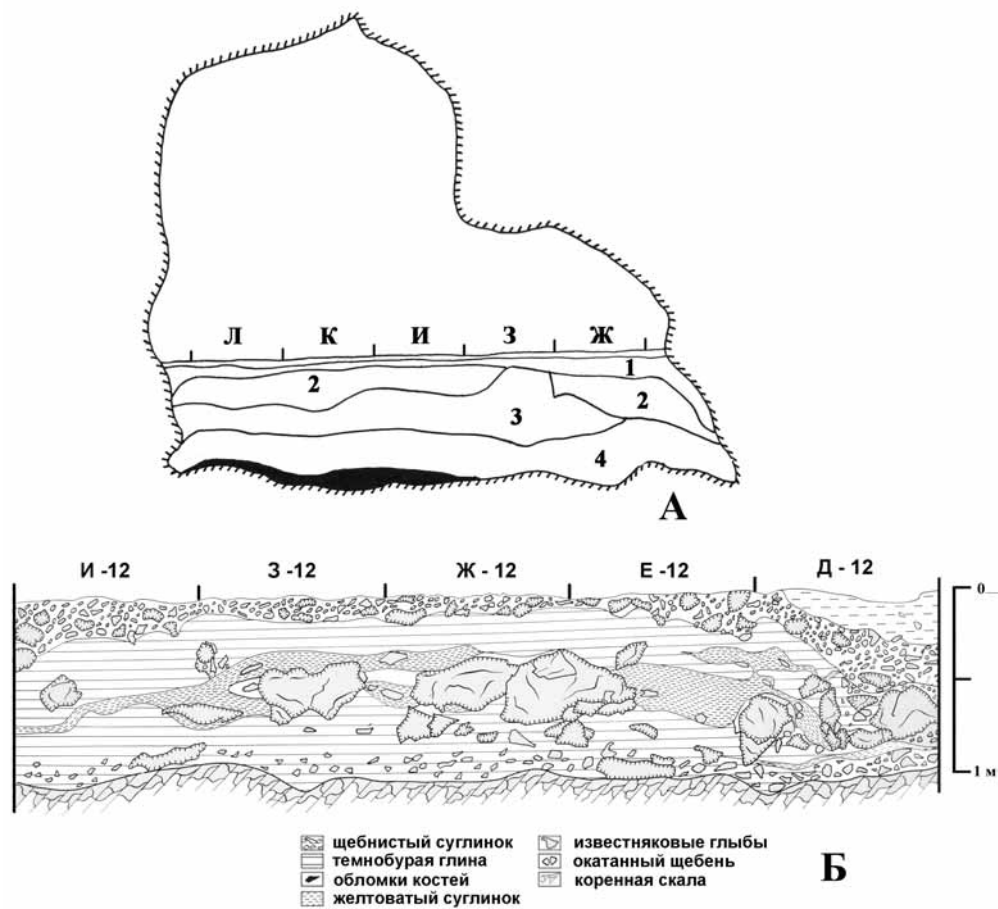 Л К И З Ж
1
2
2
3
4
А
И -12 З -12 Ж - 12 Е -12 Д - 12
0
1 м
щебнистый суглинок
темнобурая глина
обломки костей
желтоватый суглинок
известняковые глыбы
окатанный щебень
коренная скала
Б